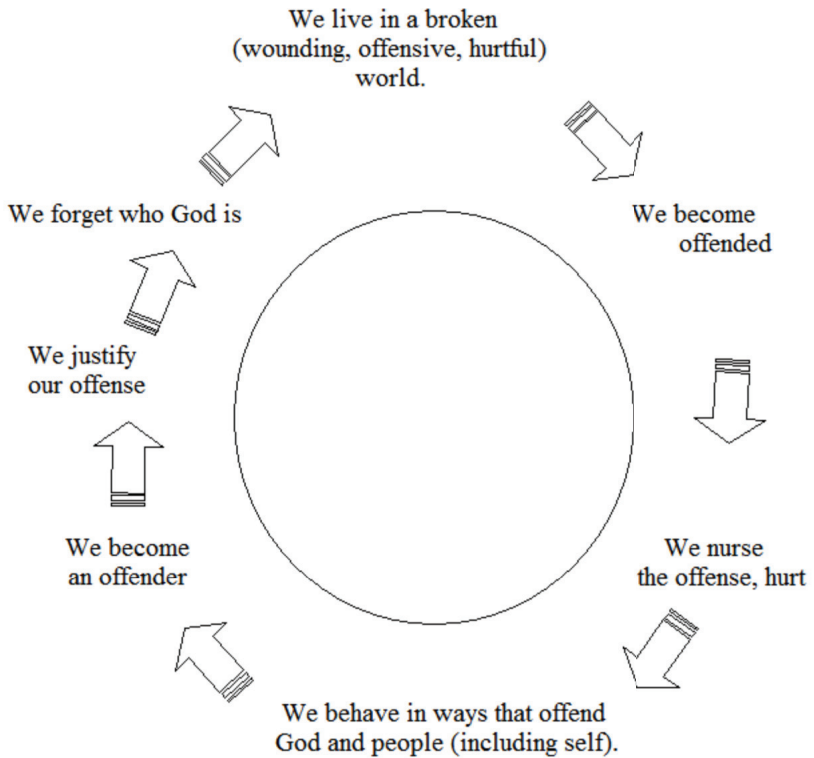 We live in a broken
(wounding, offensive, hurtful)
world.
We become
offended
We nurse
the offense, hurt
We behave in ways that offend
God and people (including self).
We become
an offender
We justify
our offense
We forget who God is